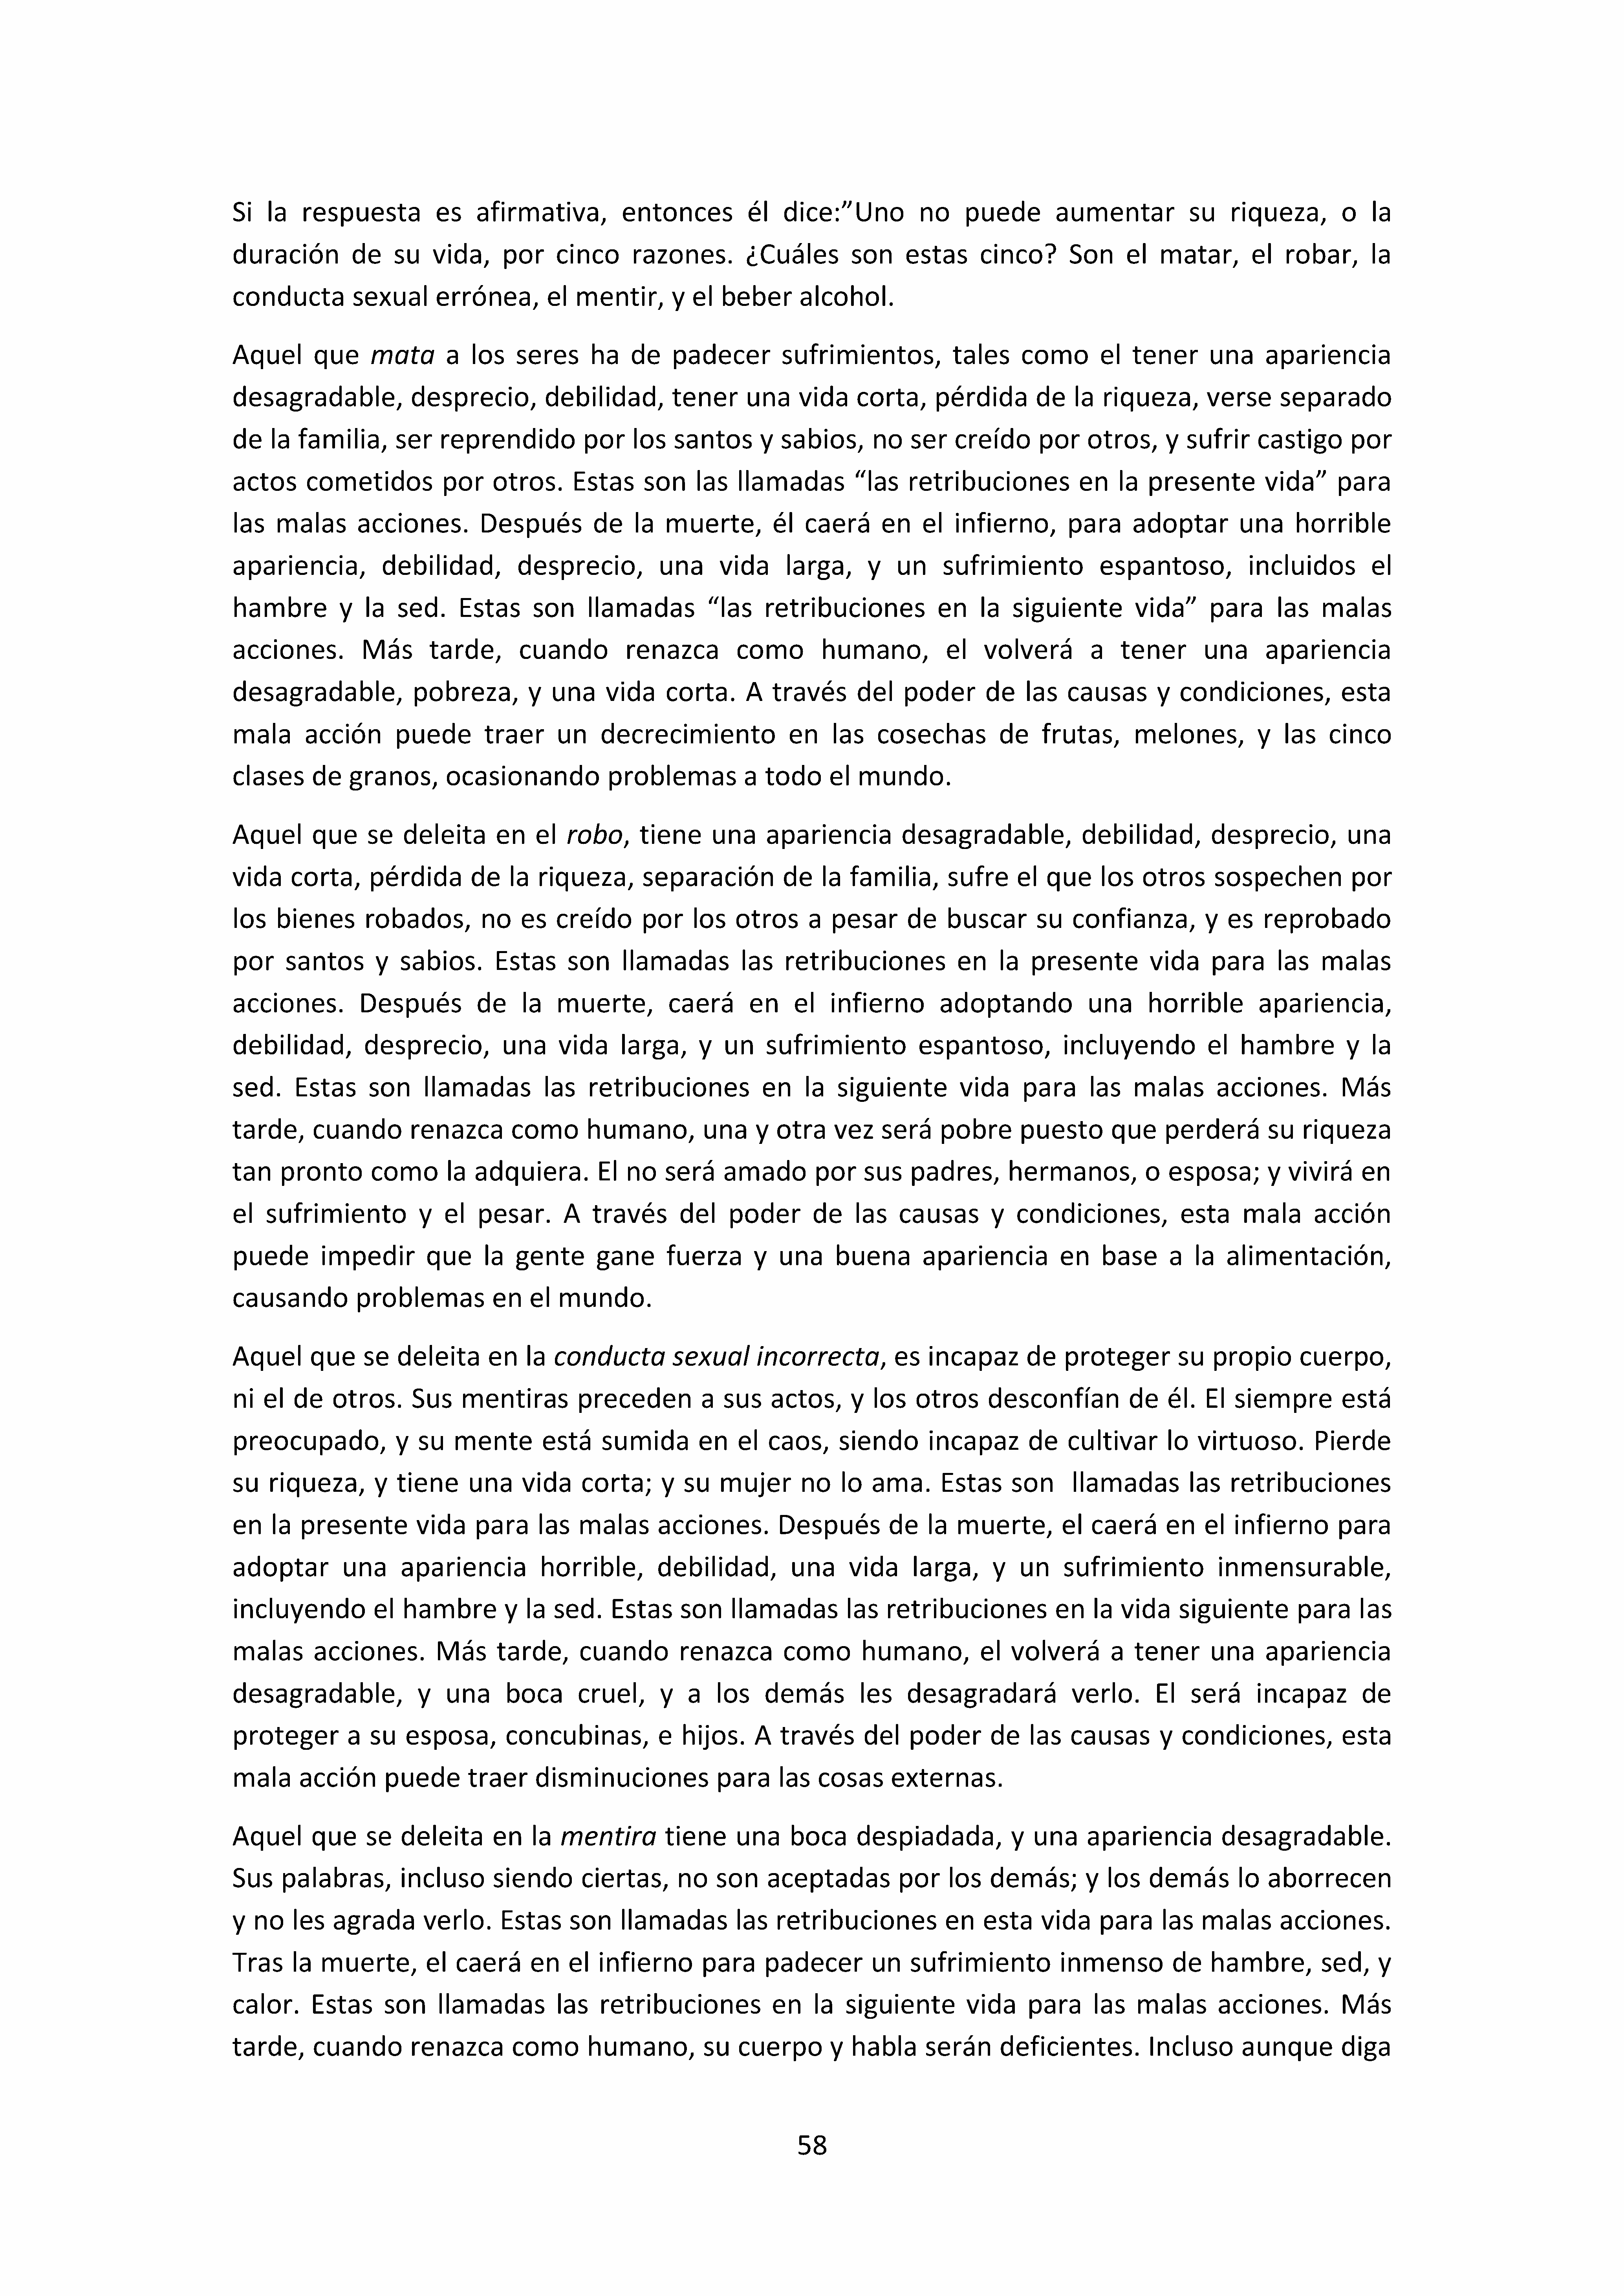 Si la respuesta es afirmativa, entonces él dice:”Uno no puede aumentar su riqueza, o la
duración de su vida, por cinco razones. ¿Cuáles son estas cinco? Son el matar, el robar, la
conducta sexual errónea, el mentir, y el beber alcohol.
Aquel que mata a los seres ha de padecer sufrimientos, tales como el tener una apariencia
desagradable, desprecio, debilidad, tener una vida corta, pérdida de la riqueza, verse separado
de la familia, ser reprendido por los santos y sabios, no ser creído por otros, y sufrir castigo por
actos cometidos por otros. Estas son las llamadas “las retribuciones en la presente vida” para
las malas acciones. Después de la muerte, él caerá en el infierno, para adoptar una horrible
apariencia, debilidad, desprecio, una vida larga, y un sufrimiento espantoso, incluidos el
hambre y la sed. Estas son llamadas “las retribuciones en la siguiente vida” para las malas
acciones. Más tarde, cuando renazca como humano, el volverá a tener una apariencia
desagradable, pobreza, y una vida corta. A través del poder de las causas y condiciones, esta
mala acción puede traer un decrecimiento en las cosechas de frutas, melones, y las cinco
clases de granos, ocasionando problemas a todo el mundo.
Aquel que se deleita en el robo, tiene una apariencia desagradable, debilidad, desprecio, una
vida corta, pérdida de la riqueza, separación de la familia, sufre el que los otros sospechen por
los bienes robados, no es creído por los otros a pesar de buscar su confianza, y es reprobado
por santos y sabios. Estas son llamadas las retribuciones en la presente vida para las malas
acciones. Después de la muerte, caerá en el infierno adoptando una horrible apariencia,
debilidad, desprecio, una vida larga, y un sufrimiento espantoso, incluyendo el hambre y la
sed. Estas son llamadas las retribuciones en la siguiente vida para las malas acciones. Más
tarde, cuando renazca como humano, una y otra vez será pobre puesto que perderá su riqueza
tan pronto como la adquiera. El no será amado por sus padres, hermanos, o esposa; y vivirá en
el sufrimiento y el pesar. A través del poder de las causas y condiciones, esta mala acción
puede impedir que la gente gane fuerza y una buena apariencia en base a la alimentación,
causando problemas en el mundo.
Aquel que se deleita en la conducta sexual incorrecta, es incapaz de proteger su propio cuerpo,
ni el de otros. Sus mentiras preceden a sus actos, y los otros desconfían de él. El siempre está
preocupado, y su mente está sumida en el caos, siendo incapaz de cultivar lo virtuoso. Pierde
su riqueza, y tiene una vida corta; y su mujer no lo ama. Estas son llamadas las retribuciones
en la presente vida para las malas acciones. Después de la muerte, el caerá en el infierno para
adoptar una apariencia horrible, debilidad, una vida larga, y un sufrimiento inmensurable,
incluyendo el hambre y la sed. Estas son llamadas las retribuciones en la vida siguiente para las
malas acciones. Más tarde, cuando renazca como humano, el volverá a tener una apariencia
desagradable, y una boca cruel, y a los demás les desagradará verlo. El será incapaz de
proteger a su esposa, concubinas, e hijos. A través del poder de las causas y condiciones, esta
mala acción puede traer disminuciones para las cosas externas.
Aquel que se deleita en la mentira tiene una boca despiadada, y una apariencia desagradable.
Sus palabras, incluso siendo ciertas, no son aceptadas por los demás; y los demás lo aborrecen
y no les agrada verlo. Estas son llamadas las retribuciones en esta vida para las malas acciones.
Tras la muerte, el caerá en el infierno para padecer un sufrimiento inmenso de hambre, sed, y
calor. Estas son llamadas las retribuciones en la siguiente vida para las malas acciones. Más
tarde, cuando renazca como humano, su cuerpo y habla serán deficientes. Incluso aunque diga
58